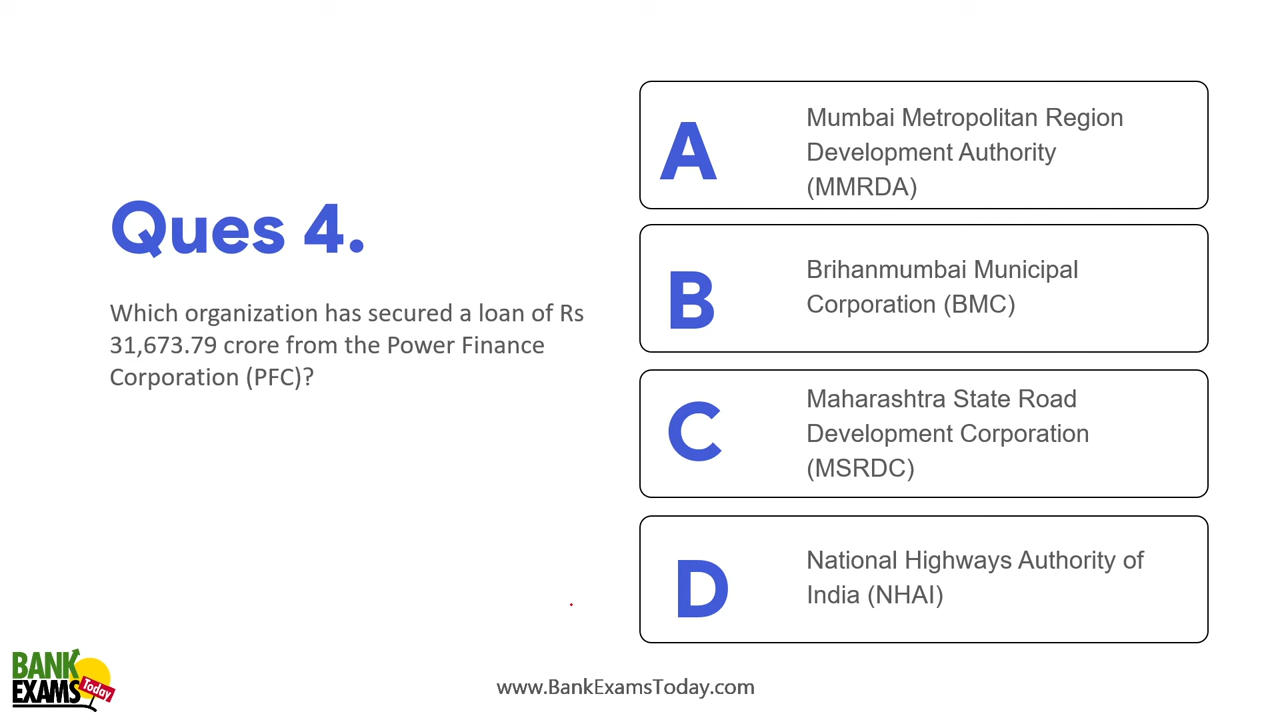 Ques 4.
Which organization has secured a loan of Rs
31,673.79 crore from the Power Finance
Corporation (PFC)?
A
Mumbai Metropolitan Region
Development Authority
(MMRDA)
B
Brihanmumbai Municipal
Corporation (BMC)
C
Maharashtra State Road
Development Corporation
(MSRDC)
D
National Highways Authority of
India (NHAI)
BANK
EXAMS
Today
www.BankExamsToday.com